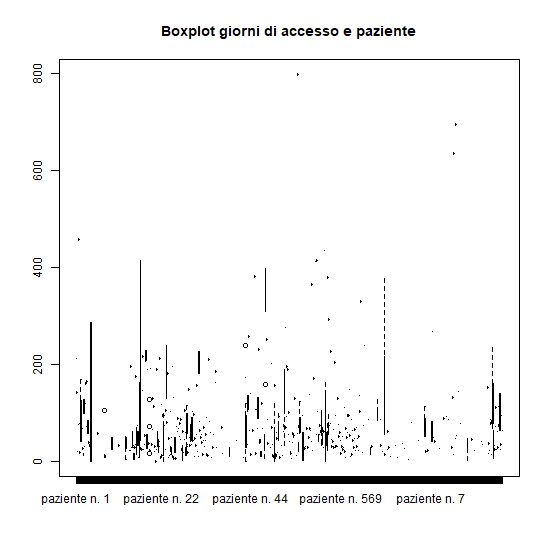 Boxplot giorni di accesso e paziente
800
600
400
200
0
paziente n. 1 paziente n. 22 paziente n. 44 paziente n. 569 paziente n. 7